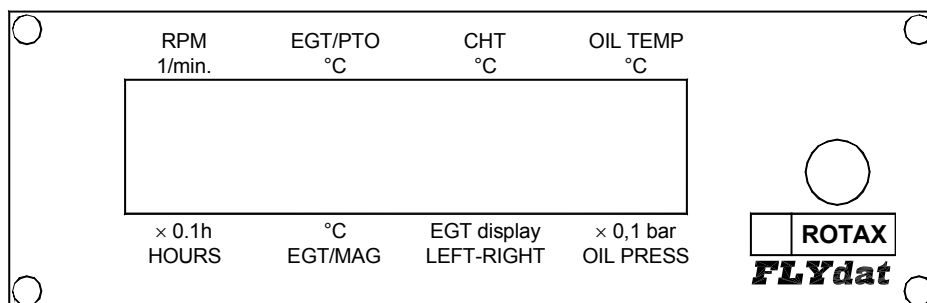 RPM EGT/PTO CHT OIL TEMP
1/min. °C °C °C
× 0.1h °C EGT display × 0,1 bar
HOURS EGT/MAG LEFT-RIGHT OIL PRESS
ROTAX
FLYdat